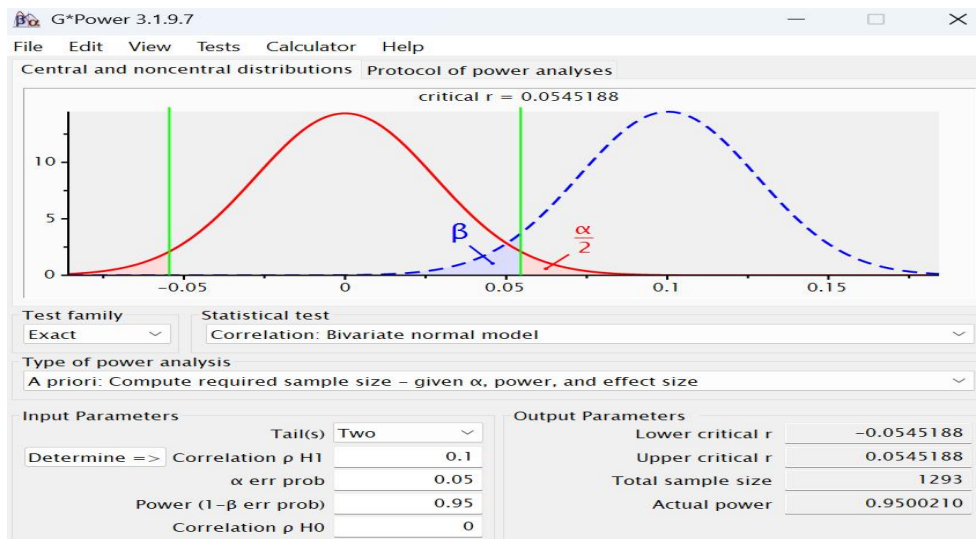 βα G*Power 3.1.9.7
File Edit View Tests Calculator Help
Central and noncentral distributions Protocol of power analyses
critical r = 0.0545188
10
5
0
β
α
2
-0.05 0 0.05 0.1 0.15
Test family Statistical test
Exact Correlation: Bivariate normal model
Type of power analysis
A priori: Compute required sample size – given α, power, and effect size
Input Parameters Output Parameters
Tail(s) Two Lower critical r -0.0545188
Determine => Correlation ρ H1 0.1 Upper critical r 0.0545188
α err prob 0.05 Total sample size 1293
Power (1-β err prob) 0.95 Actual power 0.9500210
Correlation ρ H0 0